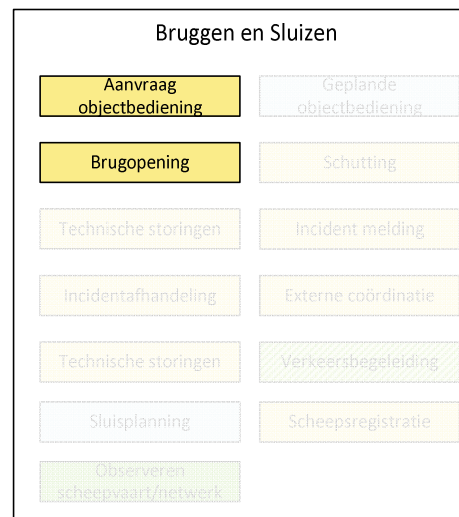 Bruggen en Sluizen
Aanvraag
objectbediening
Geplande
objectbediening
Brugopening
Schutting
Technische storingen
Incident melding
Incidentafhandeling
Externe coördinatie
Technische storingen
Verkeersbegeleiding
Sluisplanning
Scheepsregistratie
Observeren
scheepvaart/netwerk